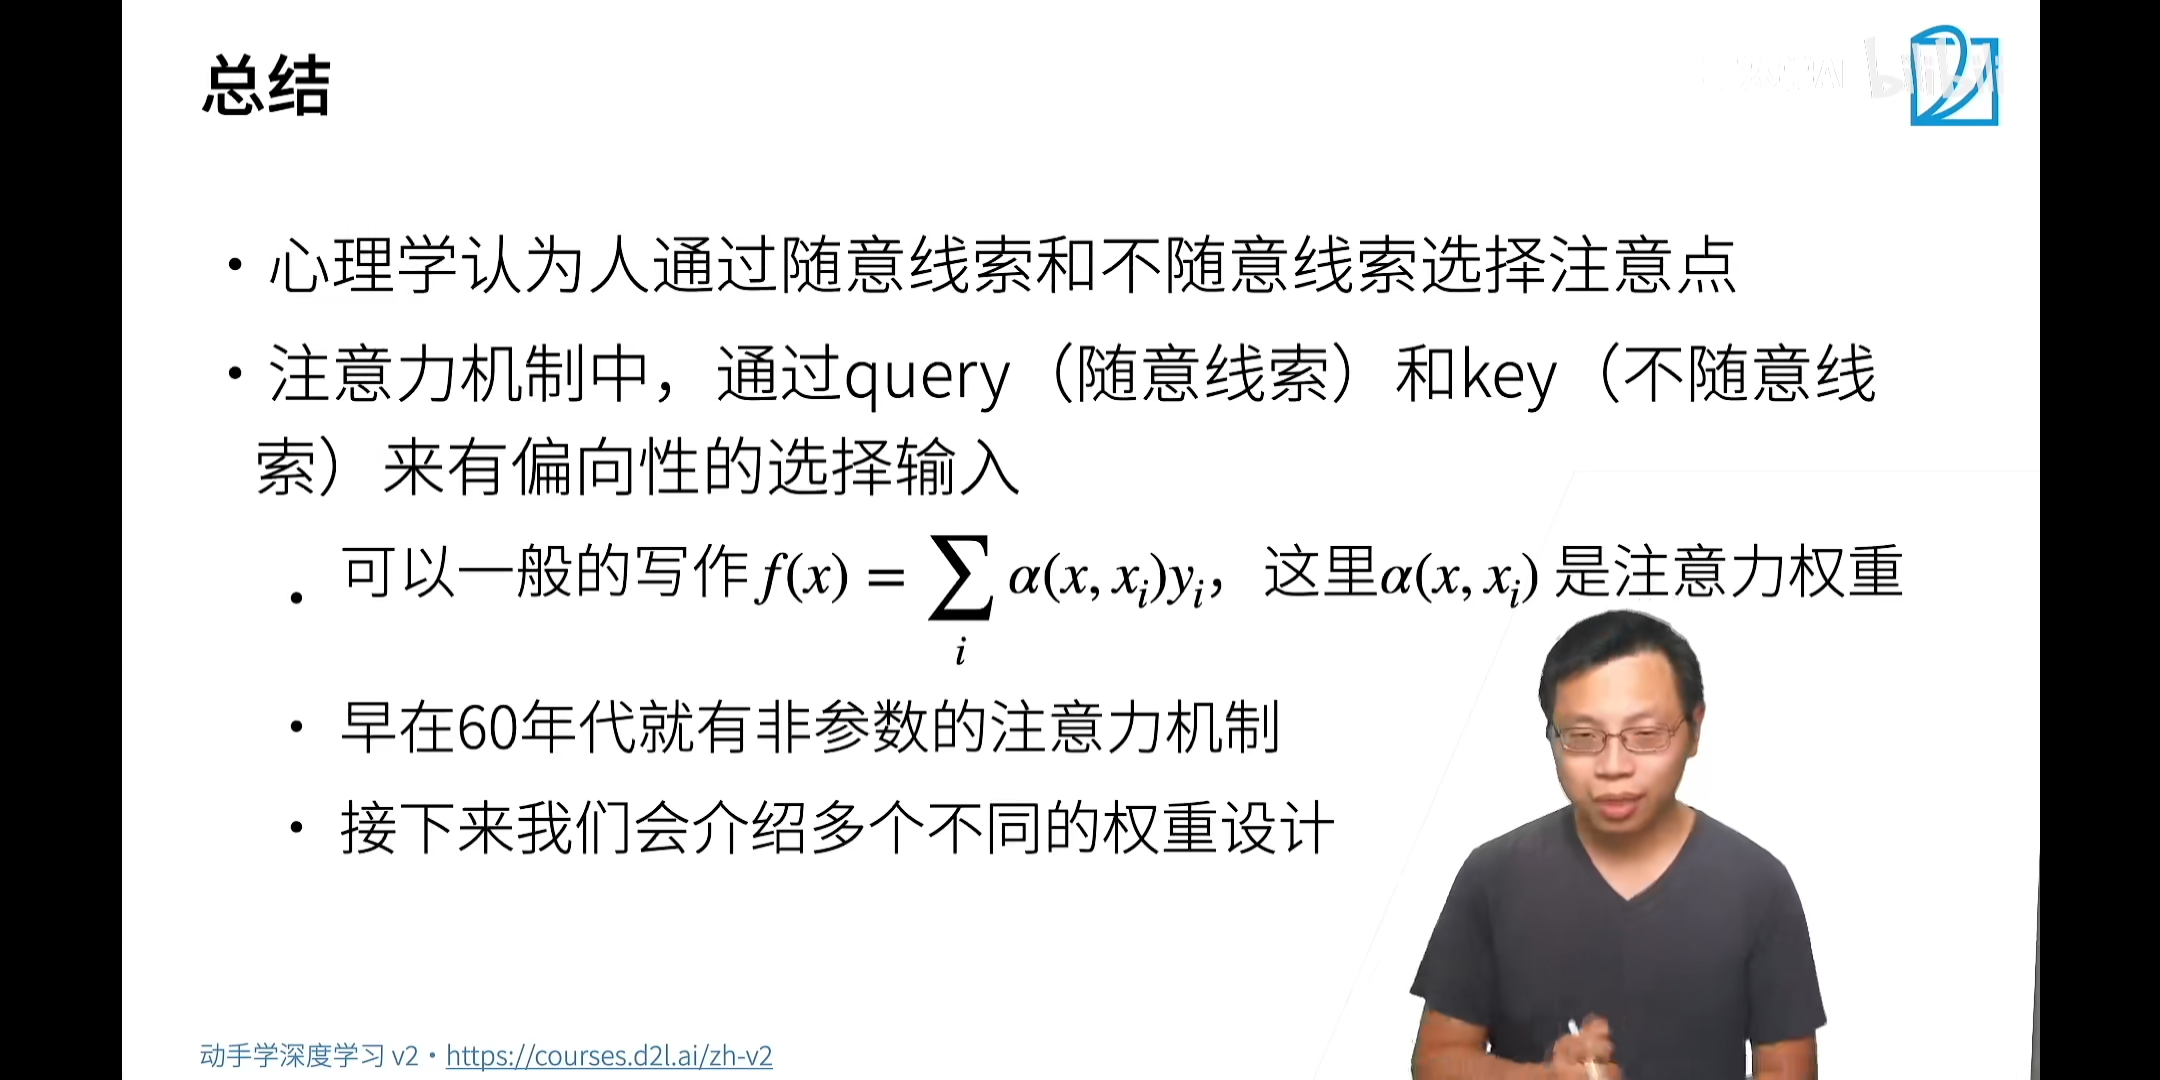 总结
• 心理学认为人通过随意线索和不随意线索选择注意点
• 注意力机制中，通过query（随意线索）和key（不随意线
索）来有偏向性的选择输入
• 可以一般的写作 f(x) = ∑_i α(x, x_i)y_i，这里α(x, x_i) 是注意力权重
• 早在60年代就有非参数的注意力机制
• 接下来我们会介绍多个不同的权重设计
动手学深度学习 v2 • https://courses.d2l.ai/zh-v2